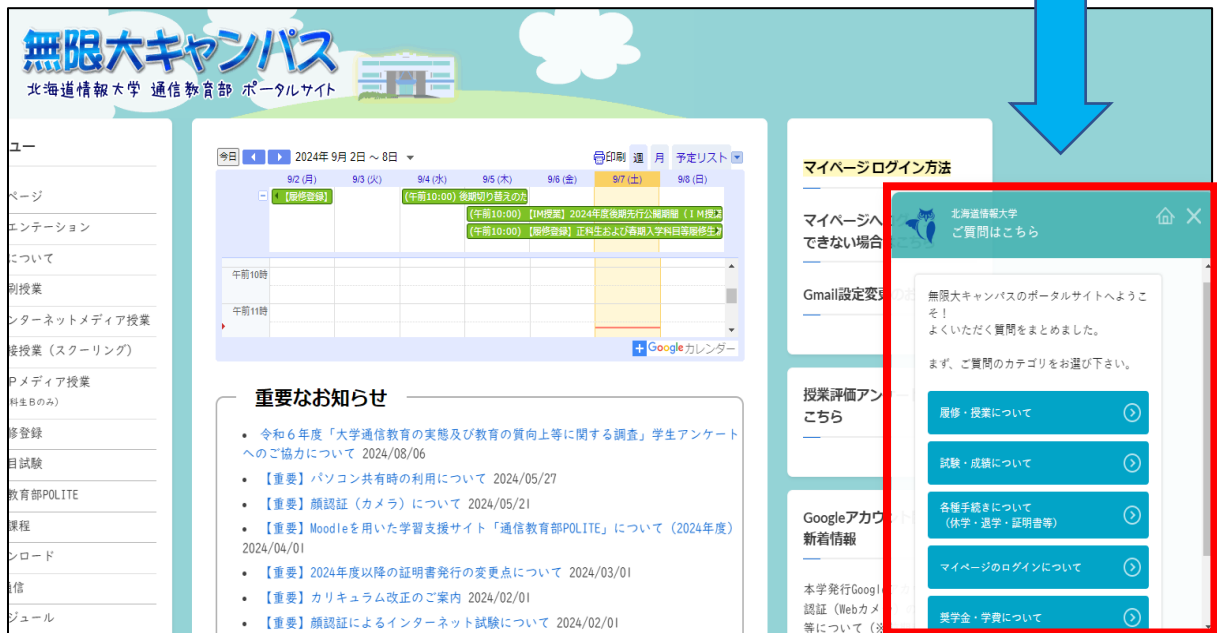 無限大キャンパス
北海道情報大学 通信教育部 ポータルサイト
ュー
ページ
エンテーション
について
刷授業
ンターネットメディア授業
接授業 (スクーリング)
Pメディア授業
科生Bのみ)
修登録
目試験
教育部POLITE
課程
ンロード
通信
ジュール
今日 2024年 9月 2日 ～ 8日 印刷 週 月 予定リスト
9/2 (月) 9/3 (火) 9/4 (水) 9/5 (木) 9/6 (金) 9/7 (土) 9/8 (日)
【履修登録】 (午前10:00) 後期切り替えのた
(午前10:00) 【IM授業】2024年度後期先行公開期間 (IM授業
(午前10:00) 【履修登録】正科生および春期入学科目等履修生
午前10時
午前11時
Googleカレンダー
重要なお知らせ
• 令和6年度「大学通信教育の実態及び教育の質向上等に関する調査」学生アンケート
へのご協力について 2024/08/06
• 【重要】パソコン共有時の利用について 2024/05/27
• 【重要】顔認証(カメラ)について 2024/05/21
• 【重要】Moodleを用いた学習支援サイト「通信教育部POLITE」について(2024年度)
2024/04/01
• 【重要】2024年度以降の証明書発行の変更点について 2024/03/01
• 【重要】カリキュラム改正のご案内 2024/02/01
• 【重要】顔認証によるインターネット試験について 2024/02/01
マイページログイン方法
マイページへ
できない場合
Gmail設定変更
授業評価アン
こちら
Googleアカウント
新着情報
本学発行Google
認証(Webカメ
等について(※
北海道情報大学
ご質問はこちら
無限大キャンパスのポータルサイトへようこ
そ！
よくいただく質問をまとめました。
まず、ご質問のカテゴリをお選び下さい。
履修・授業について
試験・成績について
各種手続きについて
(休学・退学・証明書等)
マイページのログインについて
奨学金・学費について